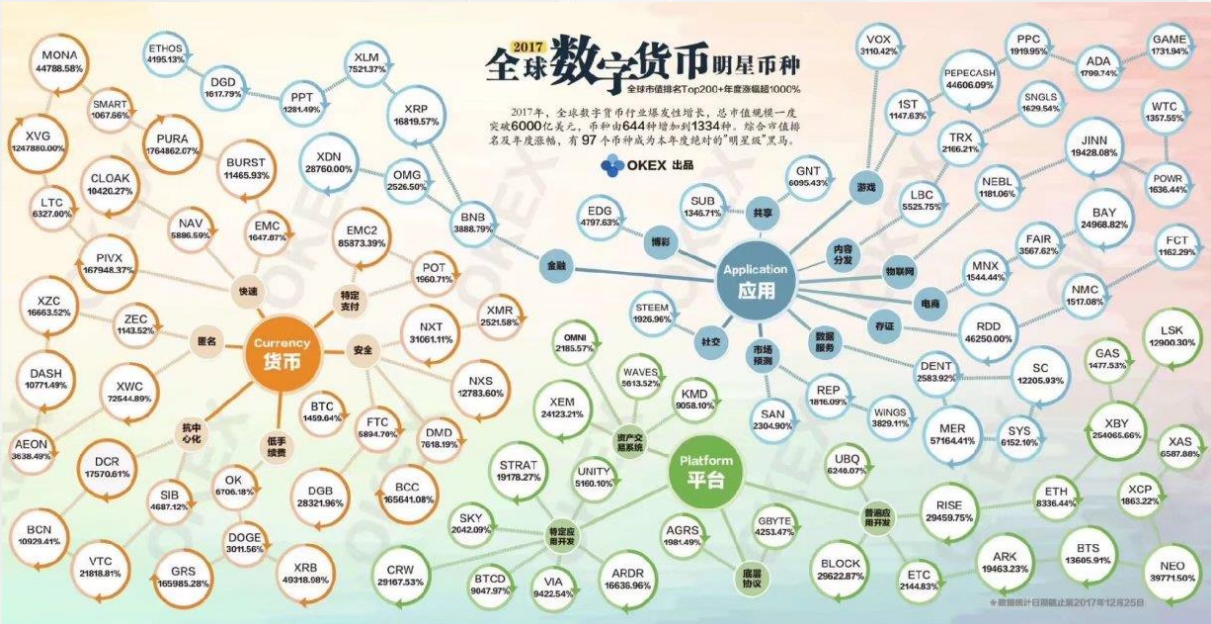 2017
全球数字货币明星币种
全球市值排名Top200+年度涨幅超1000%
2017年，全球数字货币行业爆发性增长，总市值规模一度
突破6000亿美元，币种由644种增加到1334种。综合市值排
名及年度涨幅，有97个币种成为本年度绝对的“明星级”黑马。
OKEX 出品
MONA
44788.58%
SMART
1067.56%
XVG
1247880.00%
PURA
1764862.07%
CLOAK
10420.27%
BURST
11465.93%
LTC
6327.00%
NAV
5886.59%
EMC
1647.87%
PIVX
167948.37%
快速
EMC2
85873.39%
POT
1960.71%
特定
支付
XZC
16663.52%
ZEC
1143.52%
匿名
DASH
10771.49%
XWC
72544.89%
AEON
3638.49%
Currency
货币
安全
XMR
2521.58%
NXT
31061.11%
NXS
12783.60%
BTC
1459.64%
FTC
5894.70%
DMD
7618.19%
BCC
165641.08%
抗中
心化
DCR
17570.61%
BCN
10929.41%
VTC
21818.81%
SIB
4687.12%
低手
续费
OK
6706.18%
DGB
28321.96%
DOGE
3011.56%
GRS
165985.28%
XRB
49318.08%
ETHOS
4195.13%
DGD
1617.79%
PPT
1281.49%
XLM
7521.37%
XRP
16819.57%
XDN
28760.00%
OMG
2526.50%
BNB
3888.79%
金融
EDG
4797.63%
博彩
SUB
1346.71%
共享
GNT
6095.43%
Application
应用
VOX
3110.42%
游戏
1ST
1147.63%
PEPECASH
44606.09%
PPC
1919.95%
ADA
1799.74%
GAME
1731.94%
内容
分发
LBC
5525.75%
TRX
2166.21%
SNGLS
1629.54%
物联网
NEBL
1181.06%
JINN
19428.08%
WTC
1357.55%
POWR
1636.44%
电商
MNX
1544.44%
FAIR
3567.62%
BAY
24968.82%
存证
RDD
46250.00%
NMC
1517.08%
FCT
1162.29%
数据
服务
DENT
2583.92%
SC
12205.93%
MER
57164.41%
SYS
6152.10%
STEEM
1926.96%
社交
市场
预测
SAN
2304.90%
REP
1816.09%
WINGS
3829.11%
Platform
平台
OMNI
2185.57%
WAVES
5613.52%
KMD
9058.10%
XEM
24123.21%
资产交
易系统
STRAT
19178.27%
UNITY
5160.10%
SKY
2042.09%
特定应
用开发
CRW
29167.53%
BTCD
9047.97%
VIA
9422.54%
ARDR
16636.96%
AGRS
1981.49%
GBYTE
4253.47%
底层
协议
UBQ
6246.07%
普遍应
用开发
RISE
29459.75%
BLOCK
29622.87%
ETC
2144.83%
ETH
8336.44%
ARK
19463.23%
BTS
13605.91%
NEO
39771.50%
XCP
1863.22%
XAS
6587.88%
XBY
254065.66%
GAS
1477.53%
LSK
12900.30%
*数据统计日期截止到2017年12月25日